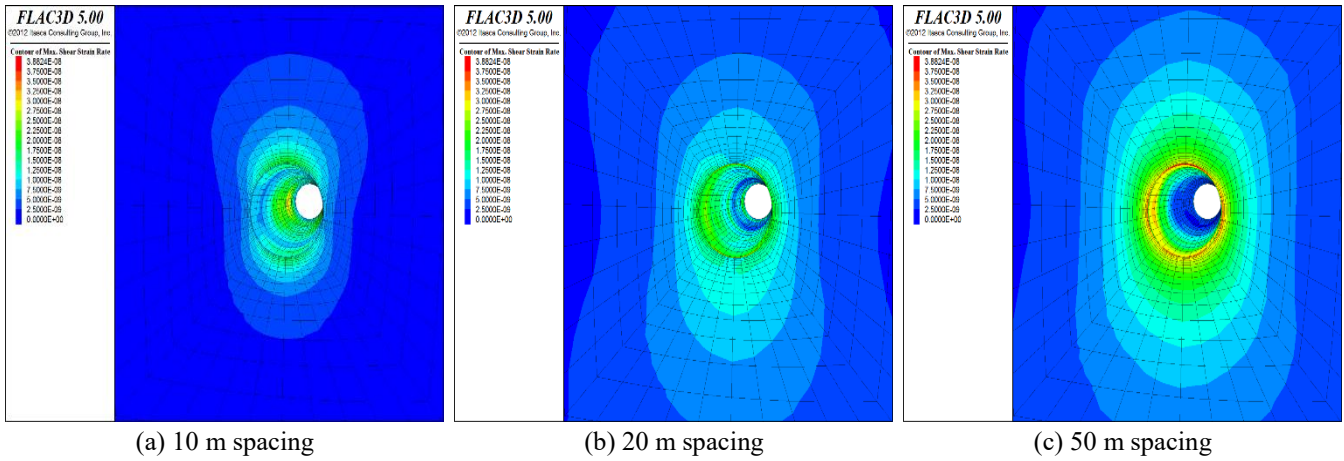 FLAC3D 5.00
©2012 Itasca Consulting Group, Inc.
Contour of Max. Shear Strain Rate
3.8824E-08
3.7500E-08
3.5000E-08
3.2500E-08
3.0000E-08
2.7500E-08
2.5000E-08
2.2500E-08
2.0000E-08
1.7500E-08
1.5000E-08
1.2500E-08
1.0000E-08
7.5000E-09
5.0000E-09
2.5000E-09
0.0000E+00
(a) 10 m spacing
FLAC3D 5.00
©2012 Itasca Consulting Group, Inc.
Contour of Max. Shear Strain Rate
3.8824E-08
3.7500E-08
3.5000E-08
3.2500E-08
3.0000E-08
2.7500E-08
2.5000E-08
2.2500E-08
2.0000E-08
1.7500E-08
1.5000E-08
1.2500E-08
1.0000E-08
7.5000E-09
5.0000E-09
2.5000E-09
0.0000E+00
(b) 20 m spacing
FLAC3D 5.00
©2012 Itasca Consulting Group, Inc.
Contour of Max. Shear Strain Rate
3.8824E-08
3.7500E-08
3.5000E-08
3.2500E-08
3.0000E-08
2.7500E-08
2.5000E-08
2.2500E-08
2.0000E-08
1.7500E-08
1.5000E-08
1.2500E-08
1.0000E-08
7.5000E-09
5.0000E-09
2.5000E-09
0.0000E+00
(c) 50 m spacing